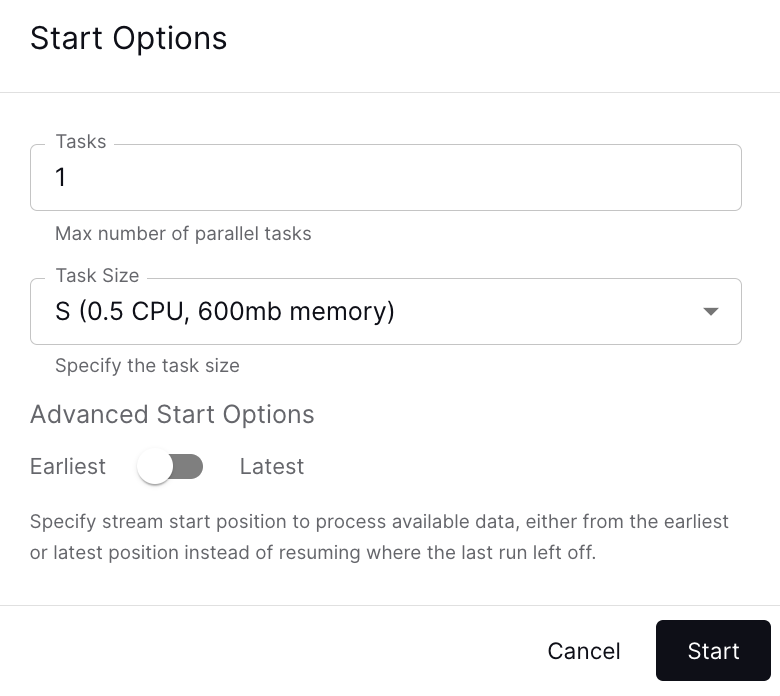 Start Options
Tasks
1
Max number of parallel tasks
Task Size
S (0.5 CPU, 600mb memory)
Specify the task size
Advanced Start Options
Earliest Latest
Specify stream start position to process available data, either from the earliest
or latest position instead of resuming where the last run left off.
Cancel Start